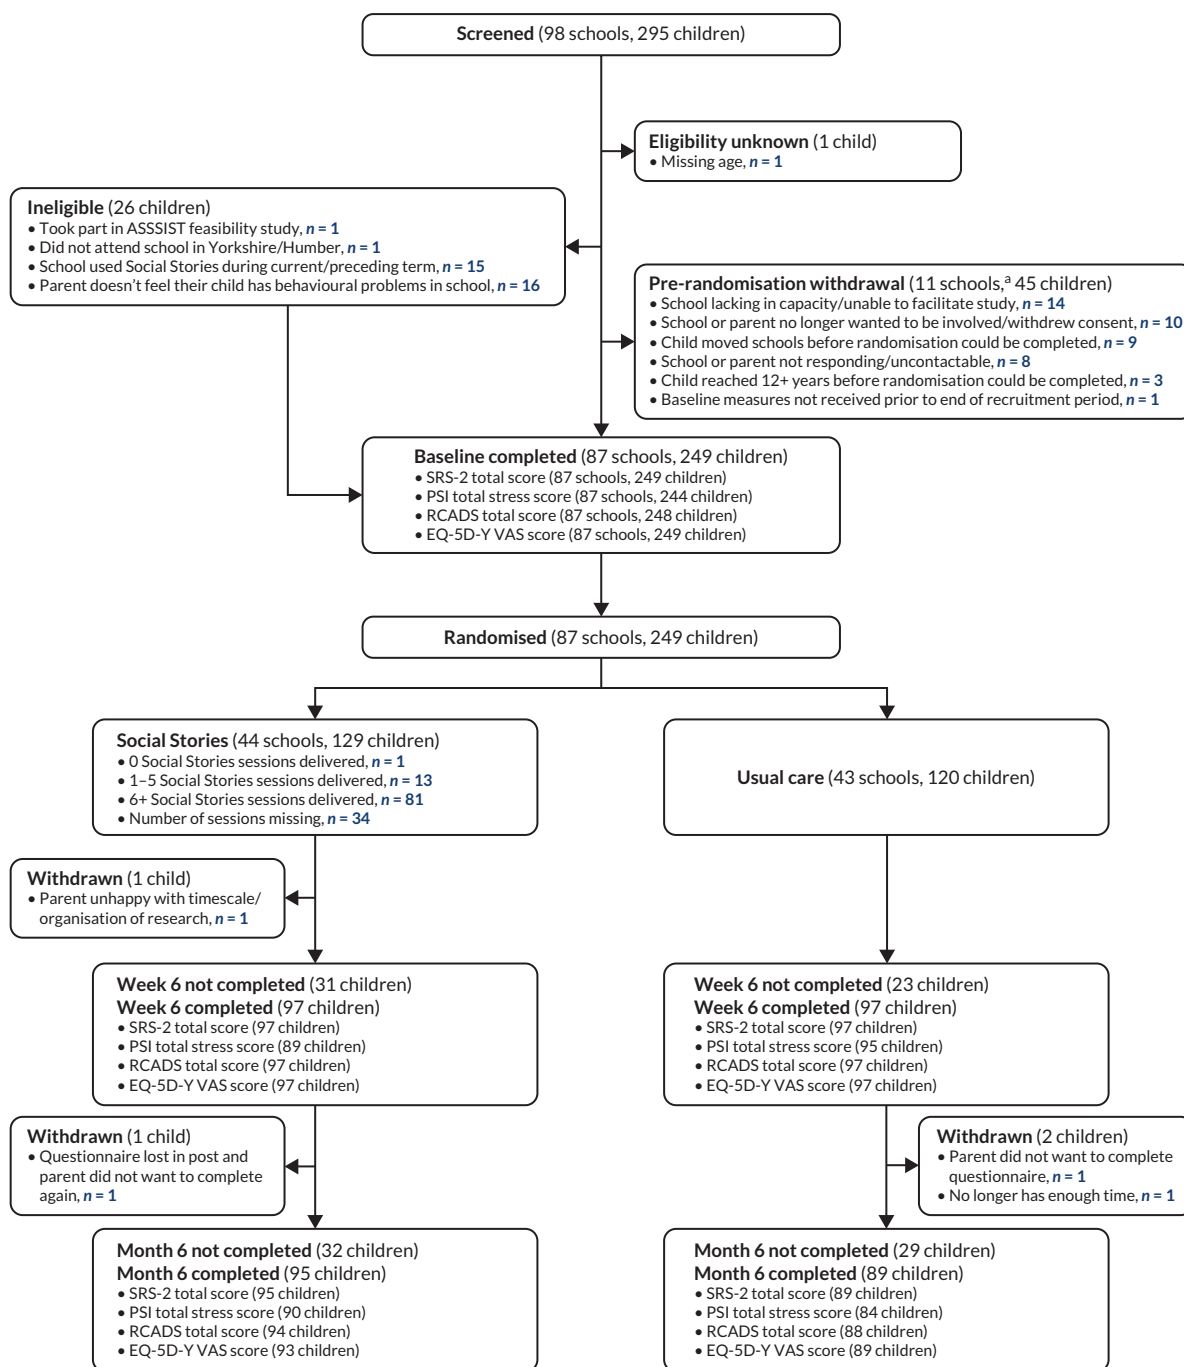 Screened (98 schools, 295 children)
Eligibility unknown (1 child)
• Missing age, n = 1
Ineligible (26 children)
• Took part in ASSSIST feasibility study, n = 1
• Did not attend school in Yorkshire/Humber, n = 1
• School used Social Stories during current/preceding term, n = 15
• Parent doesn't feel their child has behavioural problems in school, n = 16
Pre-randomisation withdrawal (11 schools,ᵃ 45 children)
• School lacking in capacity/unable to facilitate study, n = 14
• School or parent no longer wanted to be involved/withdrew consent, n = 10
• Child moved schools before randomisation could be completed, n = 9
• School or parent not responding/uncontactable, n = 8
• Child reached 12+ years before randomisation could be completed, n = 3
• Baseline measures not received prior to end of recruitment period, n = 1
Baseline completed (87 schools, 249 children)
• SRS-2 total score (87 schools, 249 children)
• PSI total stress score (87 schools, 244 children)
• RCADS total score (87 schools, 248 children)
• EQ-5D-Y VAS score (87 schools, 249 children)
Randomised (87 schools, 249 children)
Social Stories (44 schools, 129 children)
• 0 Social Stories sessions delivered, n = 1
• 1–5 Social Stories sessions delivered, n = 13
• 6+ Social Stories sessions delivered, n = 81
• Number of sessions missing, n = 34
Usual care (43 schools, 120 children)
Withdrawn (1 child)
• Parent unhappy with timescale/
organisation of research, n = 1
Week 6 not completed (31 children)
Week 6 completed (97 children)
• SRS-2 total score (97 children)
• PSI total stress score (89 children)
• RCADS total score (97 children)
• EQ-5D-Y VAS score (97 children)
Week 6 not completed (23 children)
Week 6 completed (97 children)
• SRS-2 total score (97 children)
• PSI total stress score (95 children)
• RCADS total score (97 children)
• EQ-5D-Y VAS score (97 children)
Withdrawn (1 child)
• Questionnaire lost in post and
parent did not want to complete
again, n = 1
Withdrawn (2 children)
• Parent did not want to complete
questionnaire, n = 1
• No longer has enough time, n = 1
Month 6 not completed (32 children)
Month 6 completed (95 children)
• SRS-2 total score (95 children)
• PSI total stress score (90 children)
• RCADS total score (94 children)
• EQ-5D-Y VAS score (93 children)
Month 6 not completed (29 children)
Month 6 completed (89 children)
• SRS-2 total score (89 children)
• PSI total stress score (84 children)
• RCADS total score (88 children)
• EQ-5D-Y VAS score (89 children)